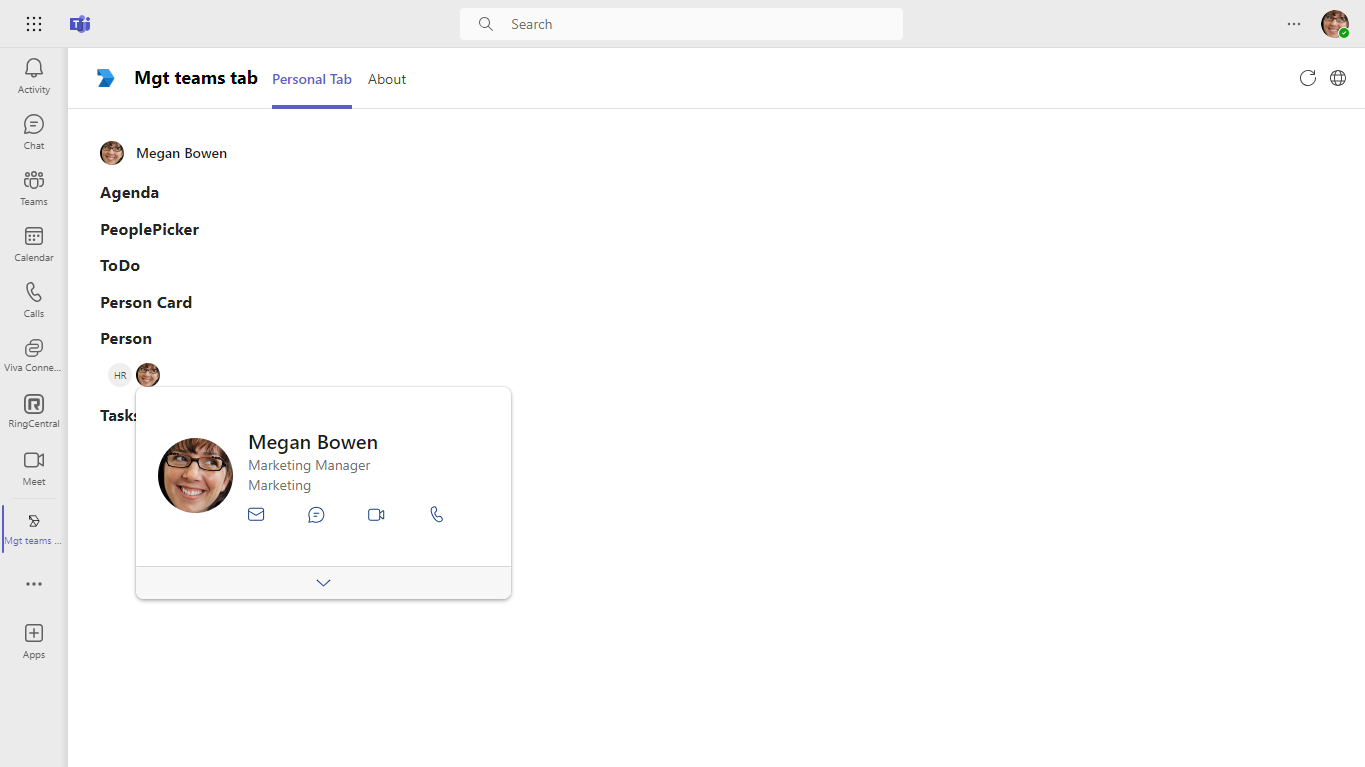 Search
Activity
Chat
Teams
Calendar
Calls
Viva Conne...
RingCentral
Meet
Mgt teams ...
Apps
Mgt teams tab
Personal Tab
About
Megan Bowen
Agenda
PeoplePicker
ToDo
Person Card
Person
HR
Tasks
Megan Bowen
Marketing Manager
Marketing